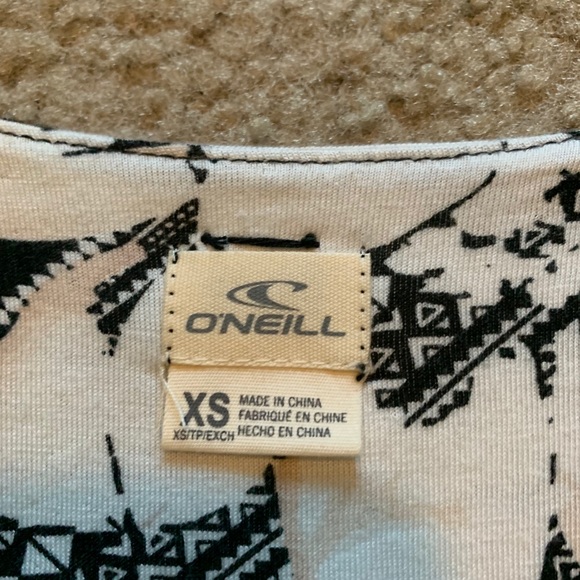 O'NEILL
XS
XS/TP/EXCH
MADE IN CHINA
FABRIQUÉ EN CHINE
HECHO EN CHINA